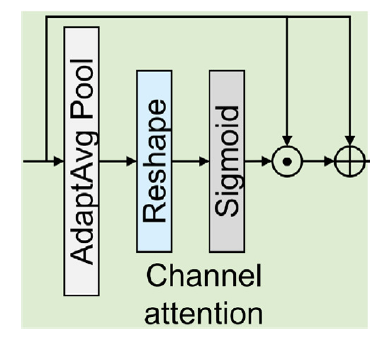 AdaptAvg Pool
Reshape
Sigmoid
Channel
attention